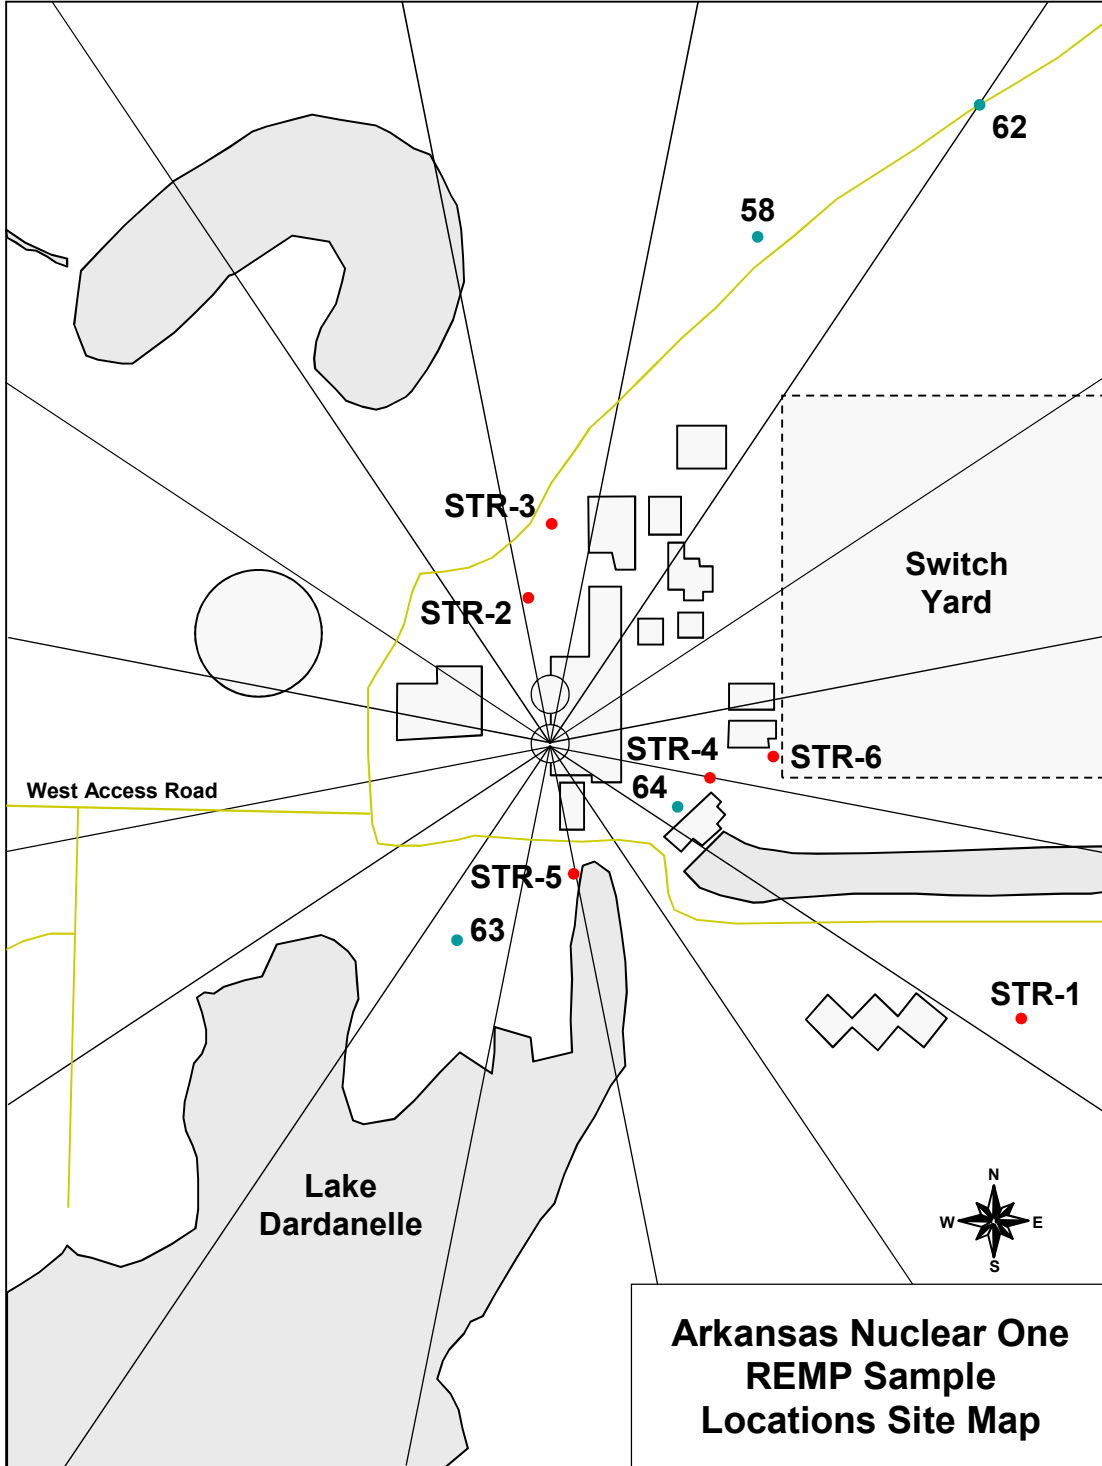 62
58
STR-3
Switch
Yard
STR-2
STR-4
STR-6
64
West Access Road
STR-5
63
STR-1
N
W
E
S
Lake
Dardanelle
Arkansas Nuclear One
REMP Sample
Locations Site Map